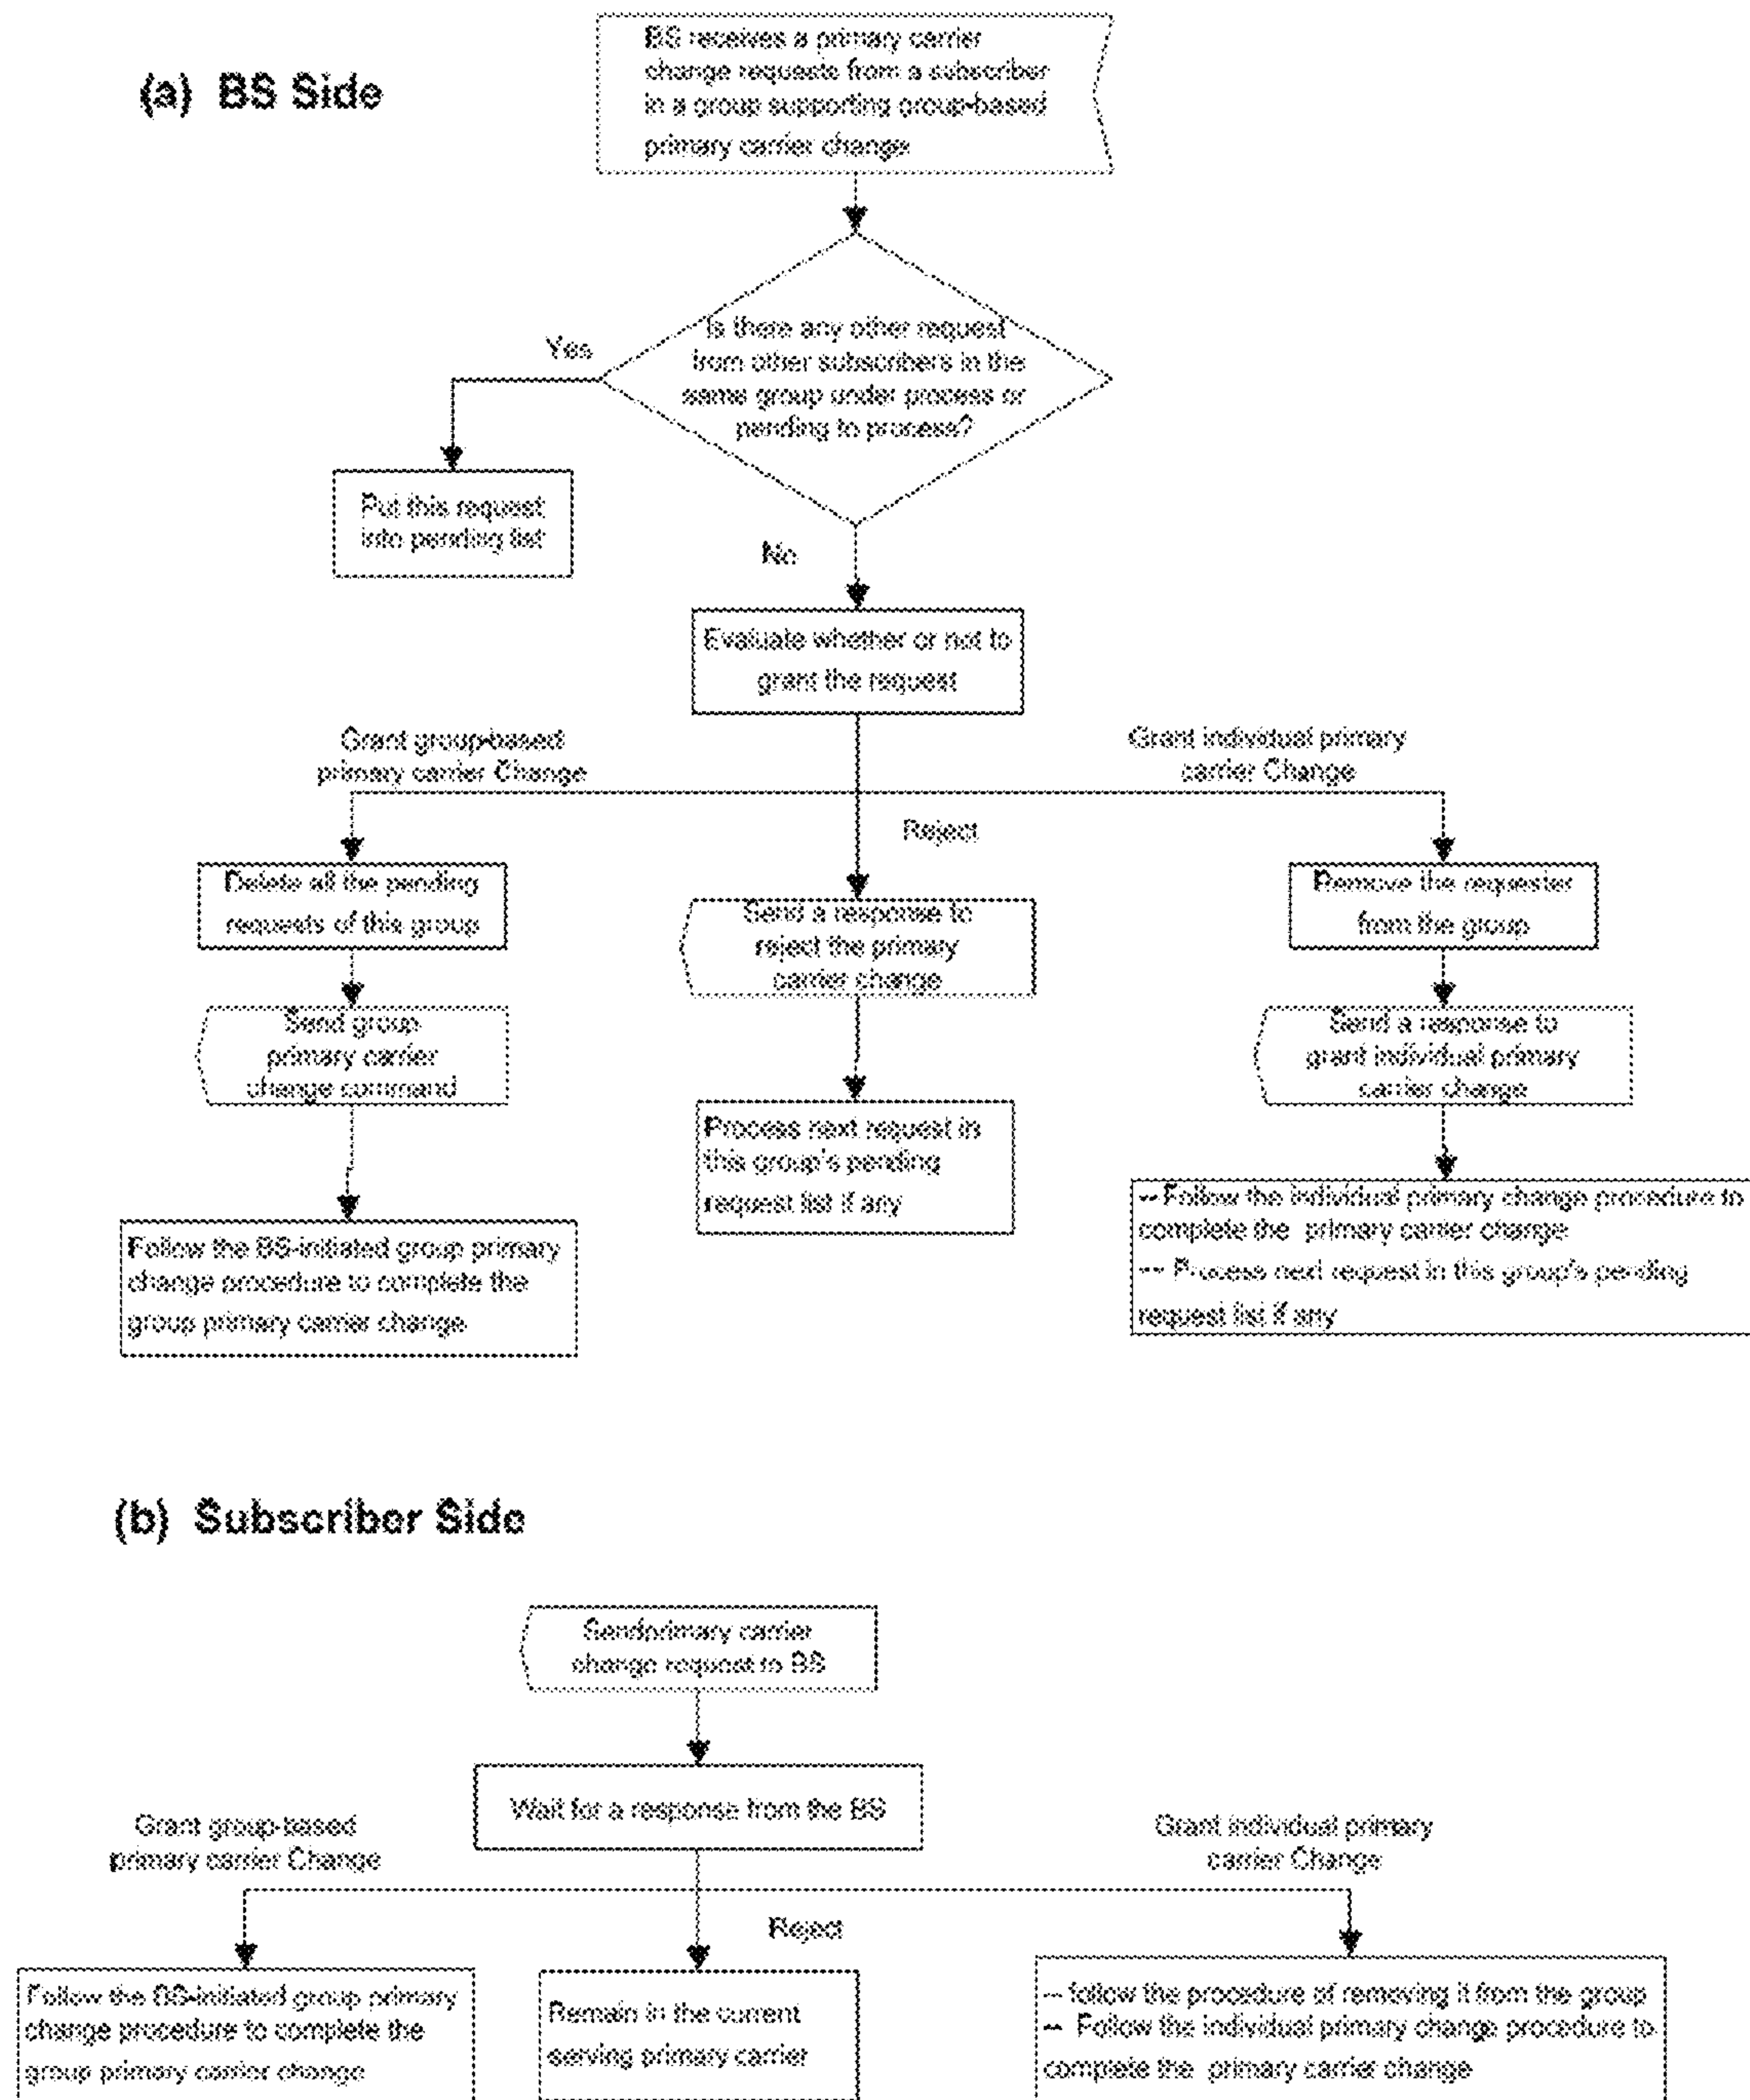 (a) BS Side
BS receives a primary carrier
change requests from a subscriber
in a group supporting group-based
primary carrier change
Is there any other request
from other subscribers in the
same group under process or
pending to process?
Yes
Put this request
into pending list
No
Evaluate whether or not to
grant the request
Grant group-based
primary carrier Change
Reject
Grant individual primary
carrier Change
Delete all the pending
requests of this group
Send group
primary carrier
change command
Follow the BS-initiated group primary
change procedure to complete the
group primary carrier change
Send a response to
reject the primary
carrier change
Process next request in
this group's pending
request list if any
Remove the requester
from the group
Send a response to
grant individual primary
carrier change
-- Follow the individual primary change procedure to
complete the primary carrier change
-- Process next request in this group's pending
request list if any
(b) Subscriber Side
Sendprimary carrier
change request to BS
Wait for a response from the BS
Grant group-based
primary carrier Change
Reject
Grant individual primary
carrier Change
Follow the BS-initiated group primary
change procedure to complete the
group primary carrier change
Remain in the current
serving primary carrier
-- follow the procedure of removing it from the group
-- Follow the individual primary change procedure to
complete the primary carrier change